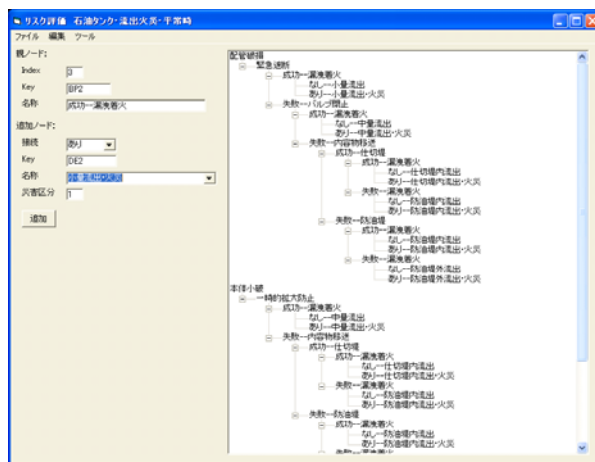 リスク評価 石油タンク・流出火災・平常時
ファイル 編集 ツール
親ノード:
Index
Key BP2
名称 成功--漏洩着火
追加ノード:
接続 あり
Key DE2
名称
災害区分 1
追加
配管破損
緊急遮断
成功--漏洩着火
なし--小量流出
あり--小量流出・火災
失敗--バルブ閉止
成功--漏洩着火
なし--中量流出
あり--中量流出・火災
失敗--内容物移送
成功--仕切堤
成功--漏洩着火
なし--仕切堤内流出
あり--仕切堤内流出・火災
失敗--漏洩着火
なし--防油堤内流出
あり--防油堤内流出・火災
失敗--防油堤
成功--漏洩着火
なし--防油堤内流出
あり--防油堤内流出・火災
失敗--漏洩着火
なし--防油堤外流出
あり--防油堤外流出・火災
本体小破
一時的拡大防止
成功--漏洩着火
なし--中量流出
あり--中量流出・火災
失敗--内容物移送
成功--仕切堤
成功--漏洩着火
なし--仕切堤内流出
あり--仕切堤内流出・火災
失敗--漏洩着火
なし--防油堤内流出
あり--防油堤内流出・火災
失敗--防油堤
成功--漏洩着火
なし--防油堤内流出
あり--防油堤内流出・火災
失敗--漏洩着火